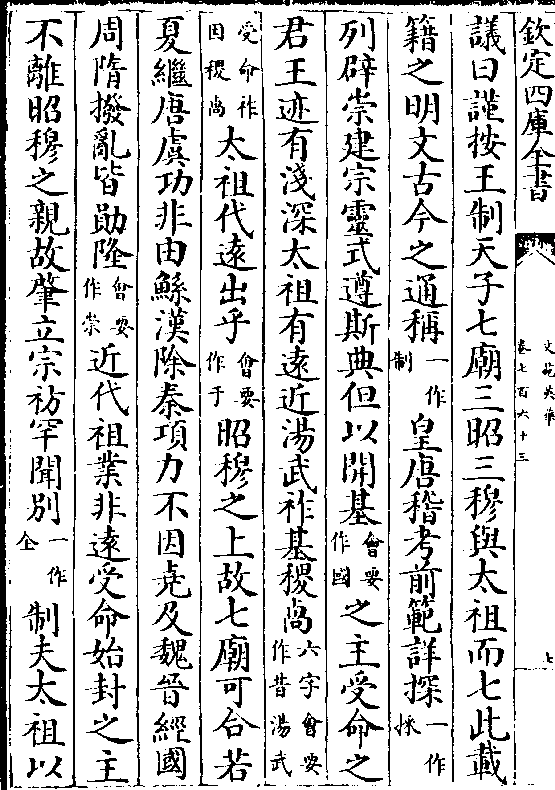 欽定四庫全書
文苑英華
卷七百六十三
七
議曰謹按王制天子七廟三昭三穆與太祖而七此載
籍之明文古今之通稱一作制皇唐稽考前範詳採一作採
列辟崇建宗靈式遵斯典但以開基會要作國之主受命之
君王迹有淺深太祖有遠近湯武祚基稷卨六字會要作昔湯武
受命祚因稷卨太祖代遠出乎會要作于昭穆之上故七廟可合若
夏繼唐虞功非由鯀漢除秦項力不因堯及魏晉經國
周隋撥亂皆勛隆會要作崇近代祖業非遠受命始封之主
不離昭穆之親故肇立宗祊罕聞別一作全制夫太祖以